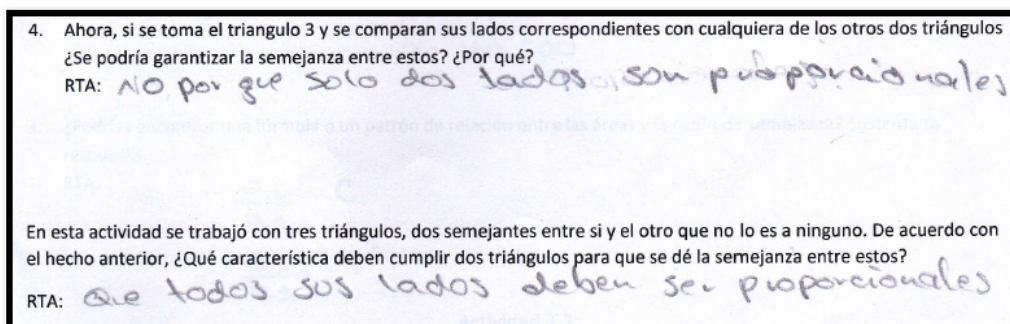 4. Ahora, si se toma el triangulo 3 y se comparan sus lados correspondientes con cualquiera de los otros dos triángulos
¿Se podría garantizar la semejanza entre estos? ¿Por qué?
RTA: NO, por que solo dos lados son proporcionales
En esta actividad se trabajó con tres triángulos, dos semejantes entre si y el otro que no lo es a ninguno. De acuerdo con
el hecho anterior, ¿Qué característica deben cumplir dos triángulos para que se dé la semejanza entre estos?
RTA: Que todos sus lados deben ser proporcionales